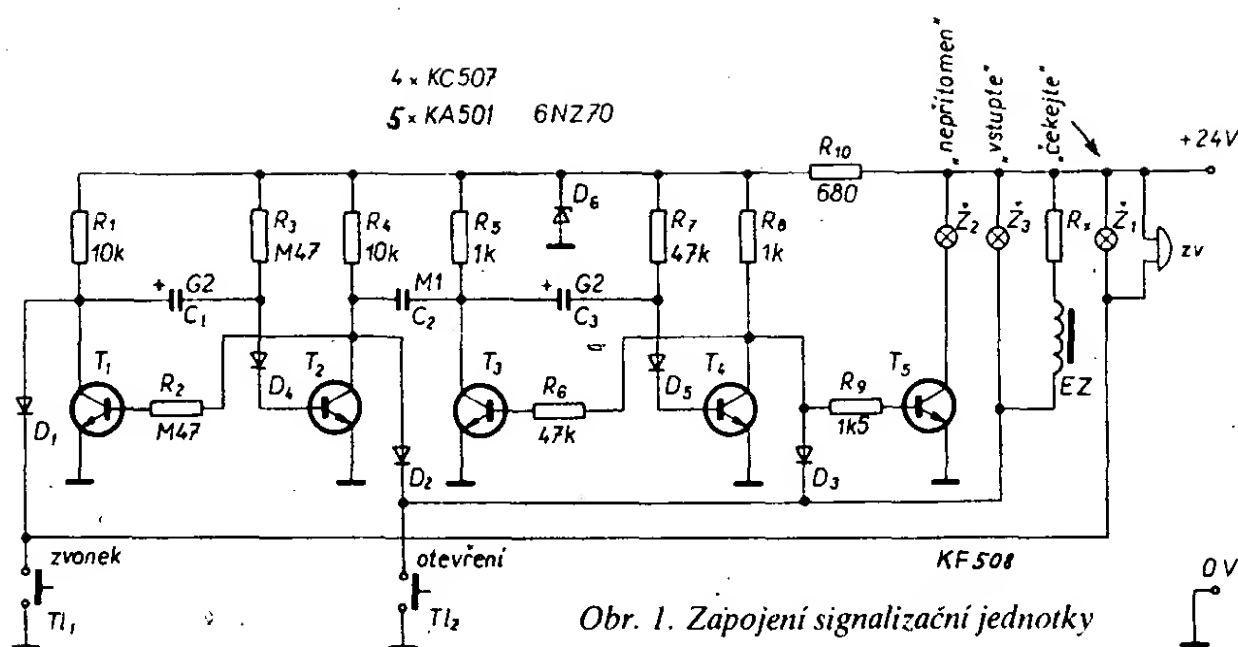 4 × KC507
5 × KA501 6NZ70
„nepřítomen"
„vstupte"
„čekejte"
+24V
R10
680
D6
R1
10k
R3
M47
R4
10k
R5
1k
R7
47k
R8
1k
Ž2
Ž3
Rx
Ž1
zv
+ G2
C1
M1
C2
+ G2
C3
T1
R2
M47
D4
T2
T3
R6
47k
D5
T4
R9
1k5
T5
EZ
D1
D2
D3
zvonek
otevření
KF508
0V
Tl1
Tl2
Obr. 1. Zapojení signalizační jednotky